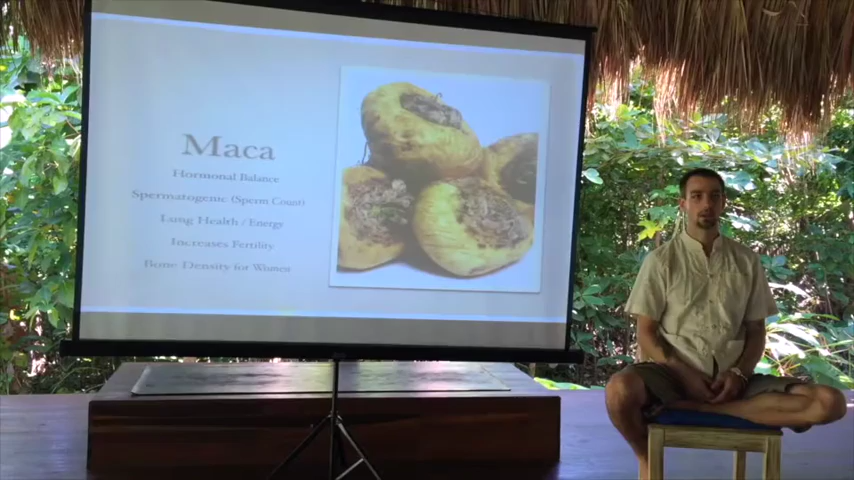 Maca
Hormonal Balance
Spermatogenic (Sperm Count)
Lung Health / Energy
Increases Fertility
Bone Density for Women